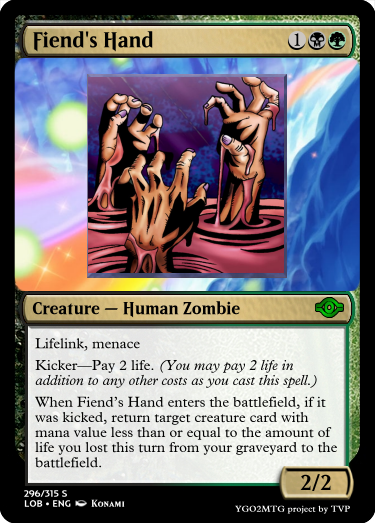 Fiend's Hand 1
Creature — Human Zombie
Lifelink, menace
Kicker—Pay 2 life. (You may pay 2 life in
addition to any other costs as you cast this spell.)
When Fiend's Hand enters the battlefield, if it
was kicked, return target creature card with
mana value less than or equal to the amount of
life you lost this turn from your graveyard to the
battlefield.
2/2
296/315 S
LOB • ENG Konami
YGO2MTG project by TVP